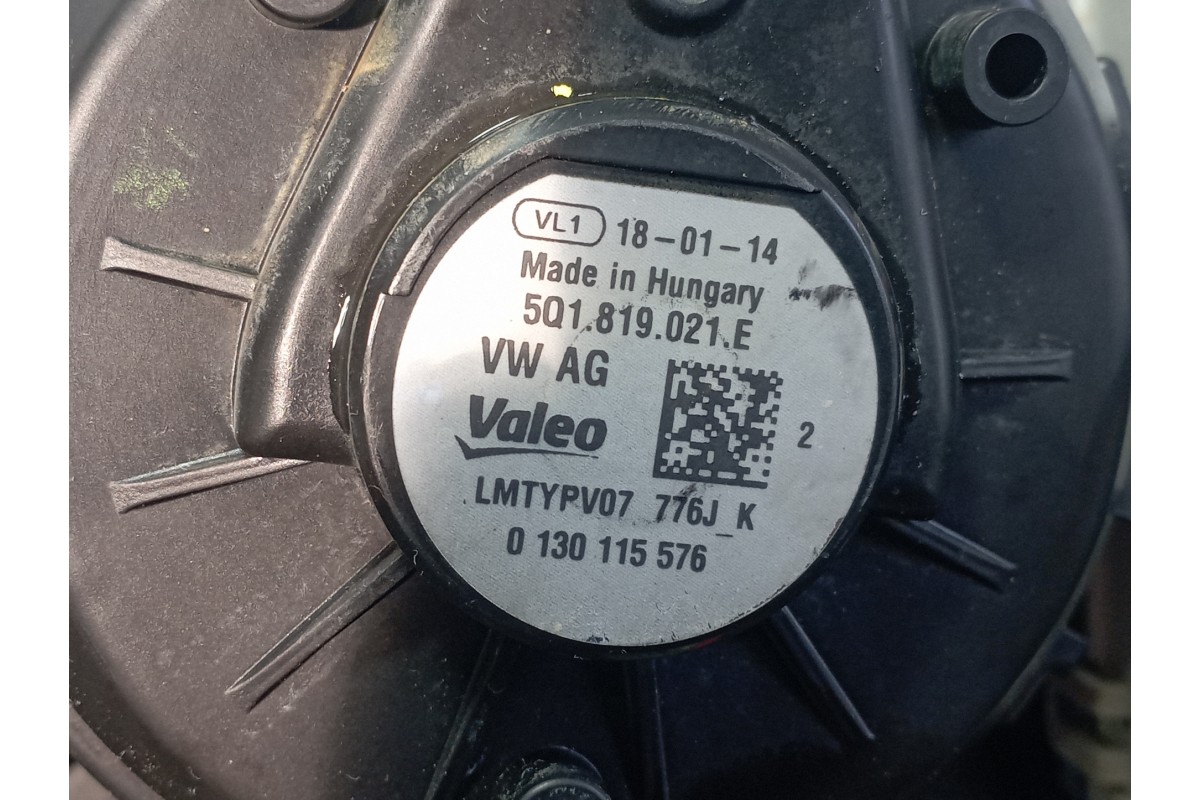 VL1 18-01-14
Made in Hungary
5Q1.819.021.E
VW AG
Valeo
2
LMTYPV07 776J_K
0 130 115 576